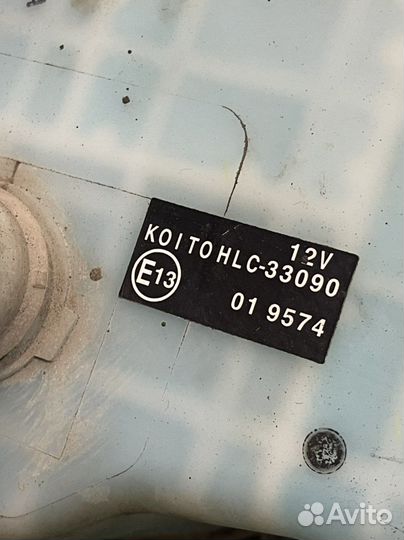 12V
KOITO HLC-33090
E13
01 9574
Avito